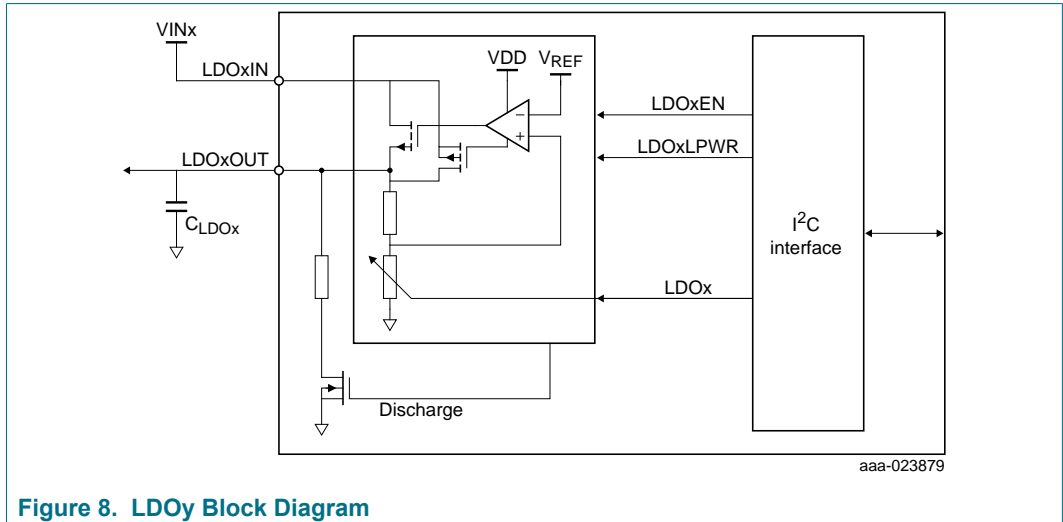 VINx
LDOxIN
VDD
VREF
−
+
LDOxEN
LDOxLPWR
LDOxOUT
CLDOx
I2C
interface
LDOx
Discharge
aaa-023879
Figure 8. LDOy Block Diagram